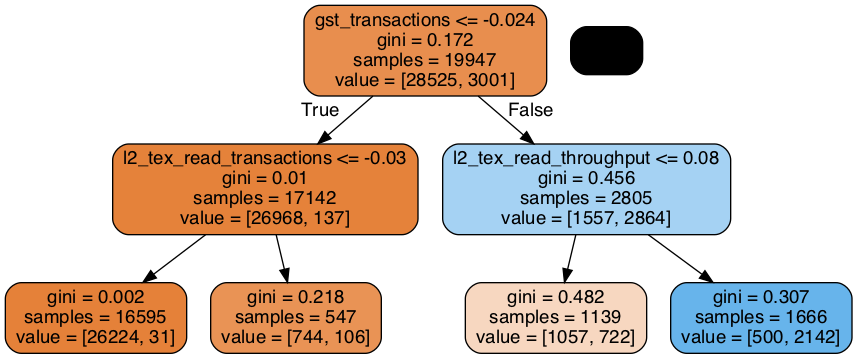 gst_transactions <= -0.024
gini = 0.172
samples = 19947
value = [28525, 3001]
True
False
l2_tex_read_transactions <= -0.03
gini = 0.01
samples = 17142
value = [26968, 137]
l2_tex_read_throughput <= 0.08
gini = 0.456
samples = 2805
value = [1557, 2864]
gini = 0.002
samples = 16595
value = [26224, 31]
gini = 0.218
samples = 547
value = [744, 106]
gini = 0.482
samples = 1139
value = [1057, 722]
gini = 0.307
samples = 1666
value = [500, 2142]